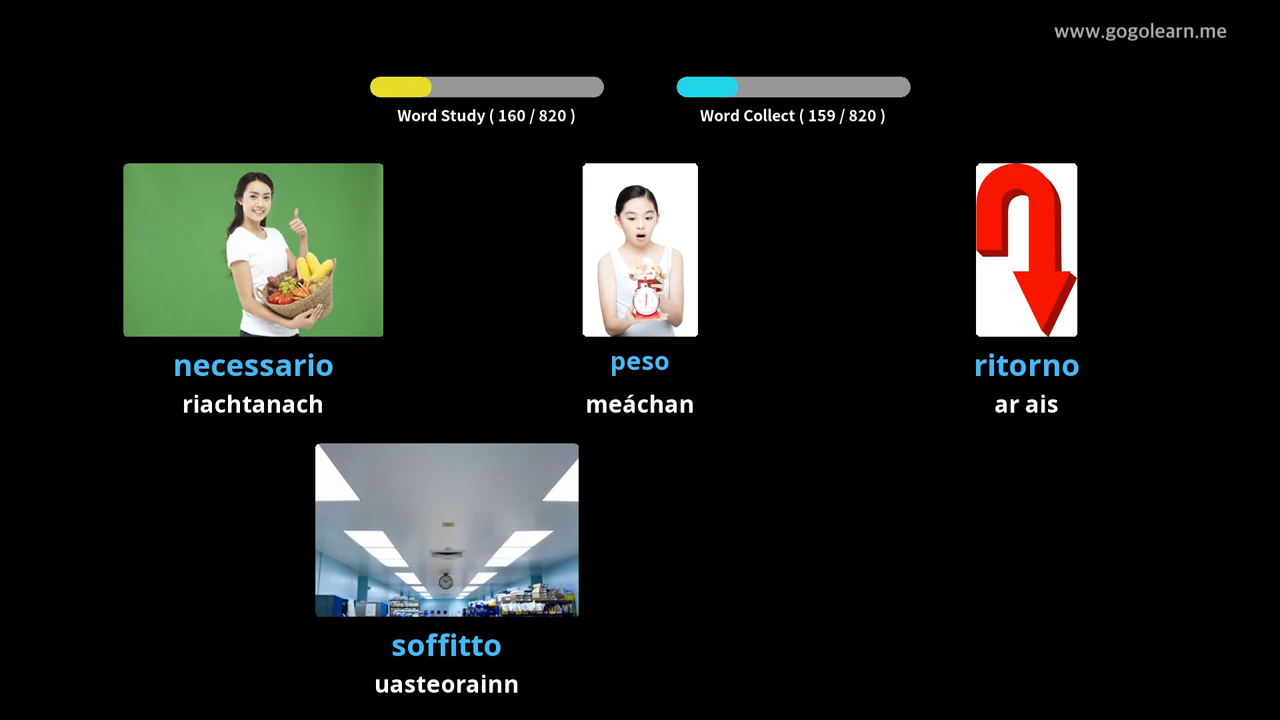 www.gogolearn.me
Word Study ( 160 / 820 )
Word Collect ( 159 / 820 )
necessario
riachtanach
peso
meáchan
ritorno
ar ais
soffitto
uasteorainn